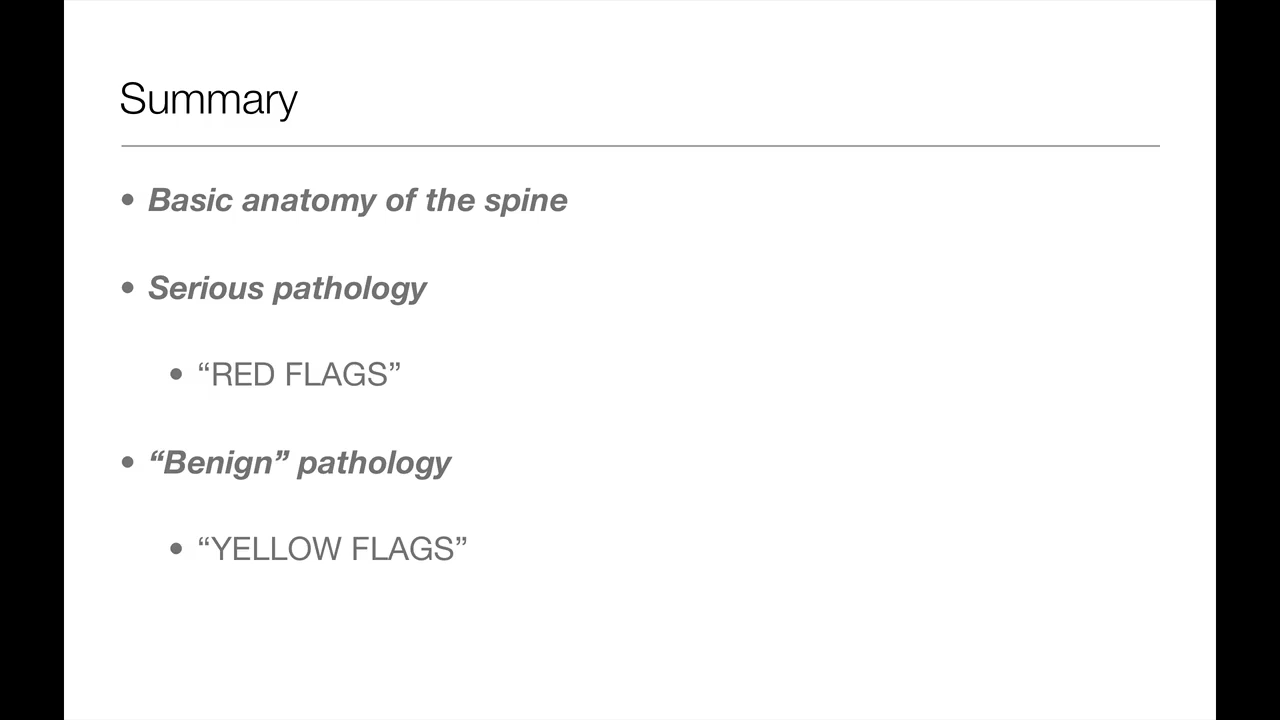 Summary
• Basic anatomy of the spine
• Serious pathology
• “RED FLAGS”
• “Benign” pathology
• “YELLOW FLAGS”